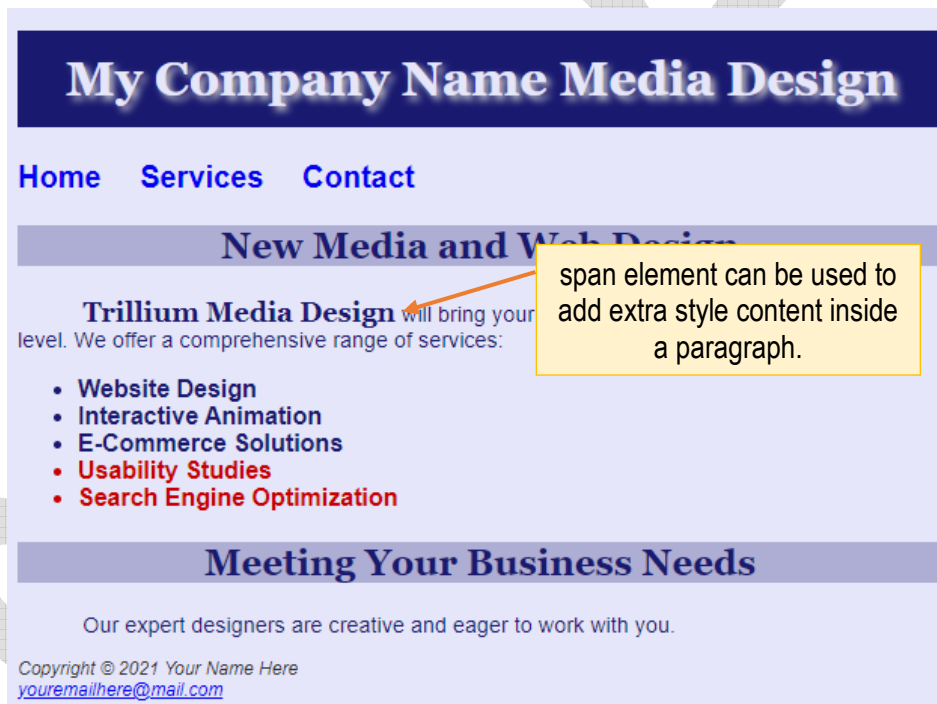 My Company Name Media Design
Home Services Contact
New Media and Web Design
span element can be used to
add extra style content inside
a paragraph.
Trillium Media Design will bring your
level. We offer a comprehensive range of services:
• Website Design
• Interactive Animation
• E-Commerce Solutions
• Usability Studies
• Search Engine Optimization
Meeting Your Business Needs
Our expert designers are creative and eager to work with you.
Copyright © 2021 Your Name Here
youremailhere@mail.com